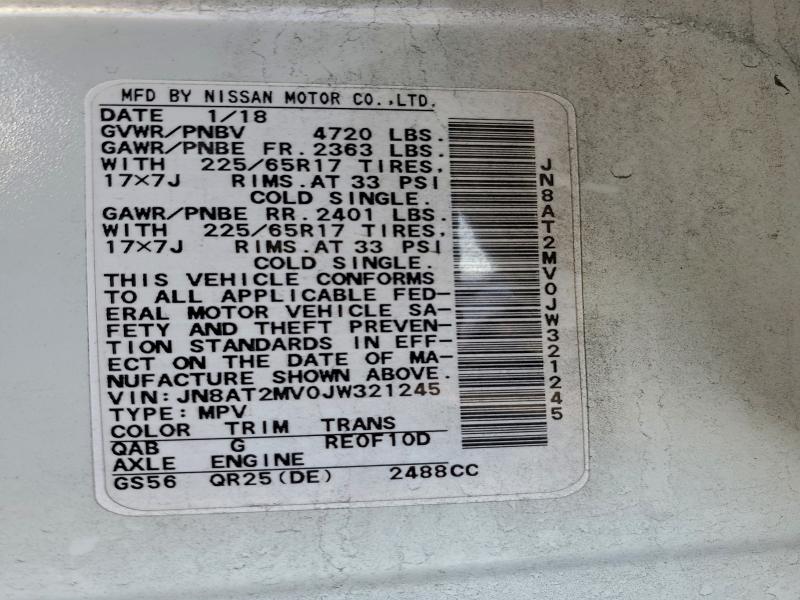 MFD BY NISSAN MOTOR CO.,LTD.
DATE 1/18
GVWR/PNBV 4720 LBS.
GAWR/PNBE FR. 2363 LBS.
WITH 225/65R17 TIRES,
17×7J RIMS.AT 33 PSI
COLD SINGLE.
GAWR/PNBE RR. 2401 LBS.
WITH 225/65R17 TIRES,
17×7J RIMS.AT 33 PSI
COLD SINGLE.
THIS VEHICLE CONFORMS
TO ALL APPLICABLE FED-
ERAL MOTOR VEHICLE SA-
FETY AND THEFT PREVEN-
TION STANDARDS IN EFF-
ECT ON THE DATE OF MA-
NUFACTURE SHOWN ABOVE.
VIN:JN8AT2MV0JW321245
TYPE:MPV
COLOR TRIM TRANS
QAB G RE0F10D
AXLE ENGINE
GS56 QR25(DE) 2488CC
JN8AT2MV0JW321245